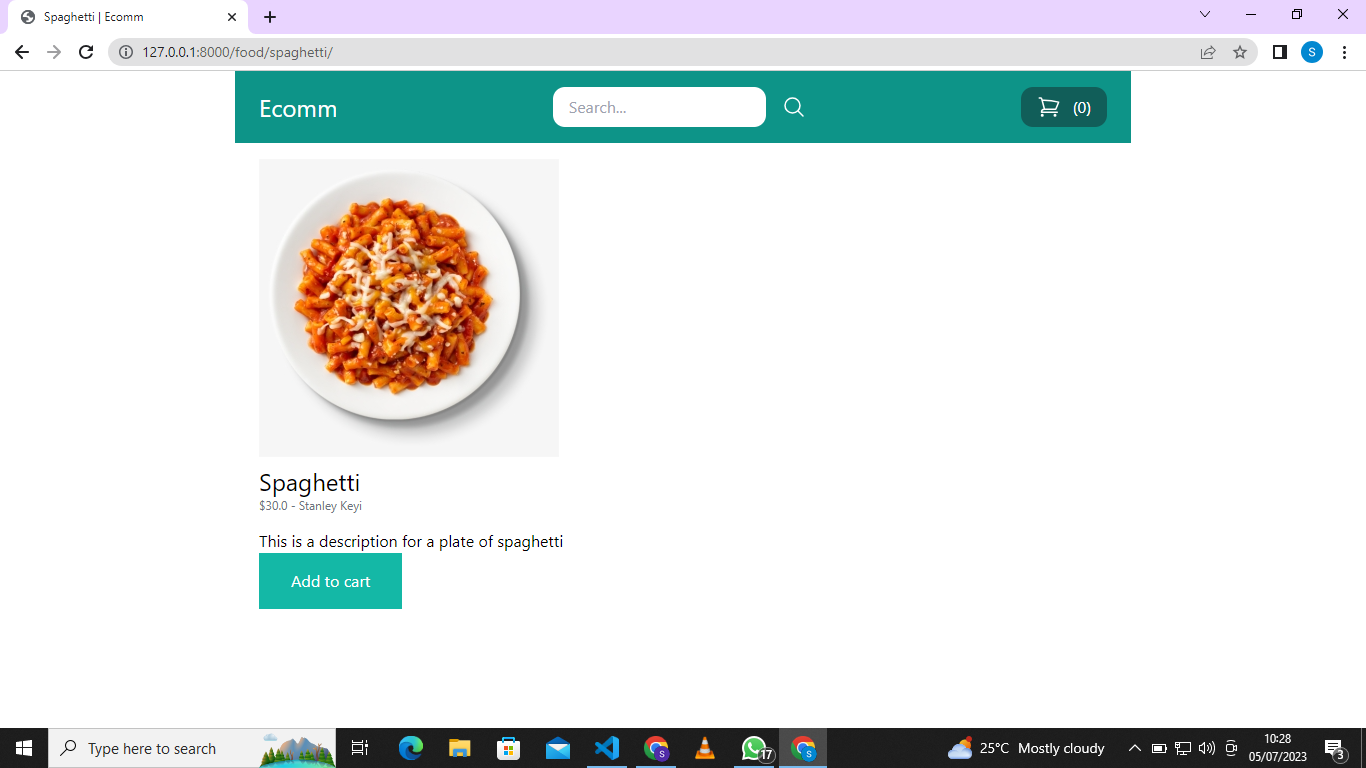 Spaghetti | Ecomm
127.0.0.1:8000/food/spaghetti/
S
Ecomm
Search...
(0)
Spaghetti
$30.0 - Stanley Keyi
This is a description for a plate of spaghetti
Add to cart
Type here to search
S
17
S
25°C Mostly cloudy
10:28
05/07/2023
3